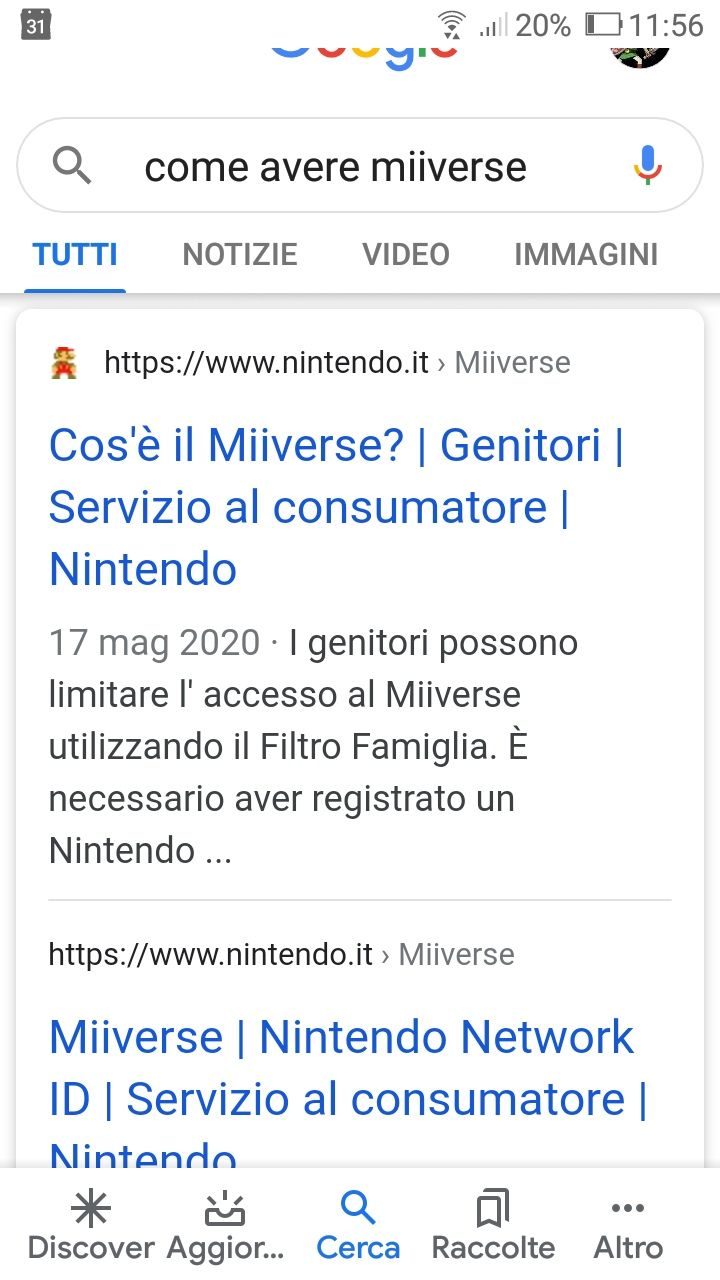 31 20% 11:56
Google
come avere miiverse
TUTTI NOTIZIE VIDEO IMMAGINI
https://www.nintendo.it › Miiverse
Cos'è il Miiverse? | Genitori |
Servizio al consumatore |
Nintendo
17 mag 2020 · I genitori possono
limitare l' accesso al Miiverse
utilizzando il Filtro Famiglia. È
necessario aver registrato un
Nintendo ...
https://www.nintendo.it › Miiverse
Miiverse | Nintendo Network
ID | Servizio al consumatore |
Nintendo
Discover Aggior... Cerca Raccolte Altro